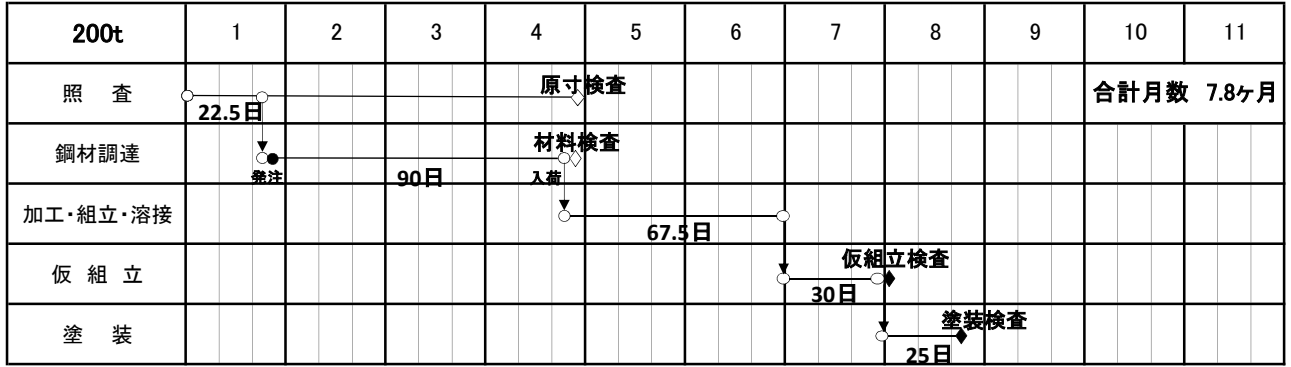 200t 1 2 3 4 5 6 7 8 9 10 11
照 査 原寸検査 合計月数 7.8ヶ月
22.5日
鋼材調達 材料検査
発注 90日 入荷
加工・組立・溶接
67.5日
仮 組 立 仮組立検査
30日
塗 装 塗装検査
25日